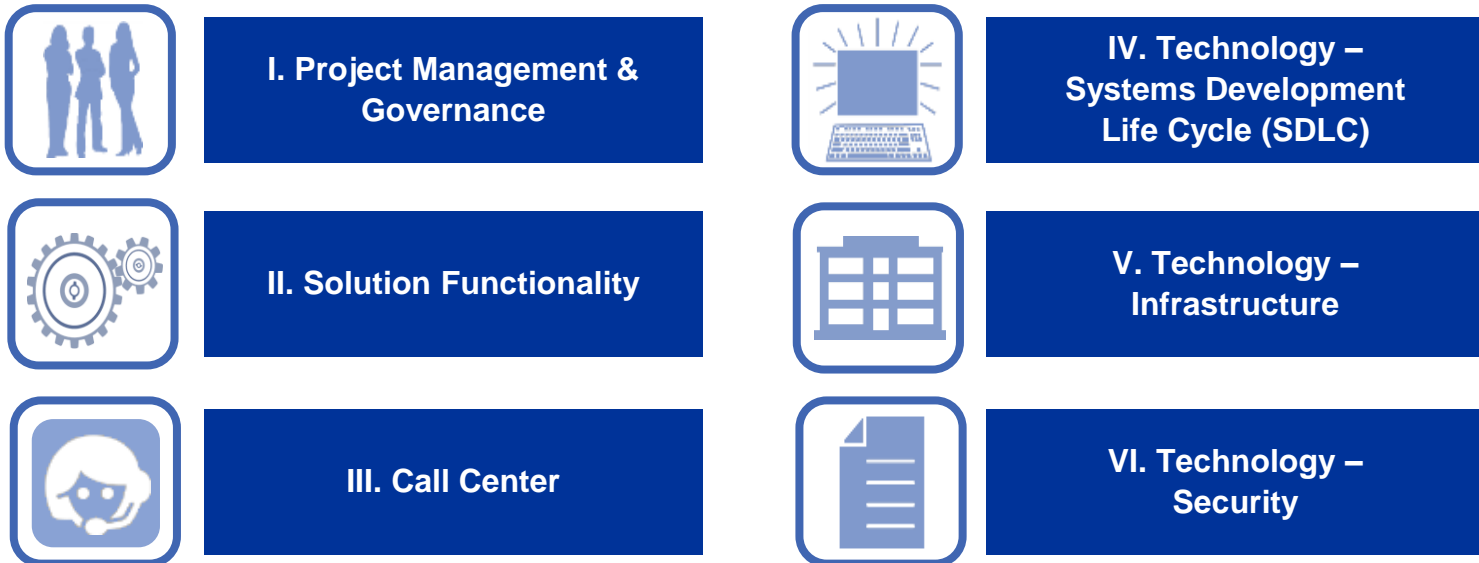 I. Project Management &
Governance
II. Solution Functionality
III. Call Center
IV. Technology –
Systems Development
Life Cycle (SDLC)
V. Technology –
Infrastructure
VI. Technology –
Security